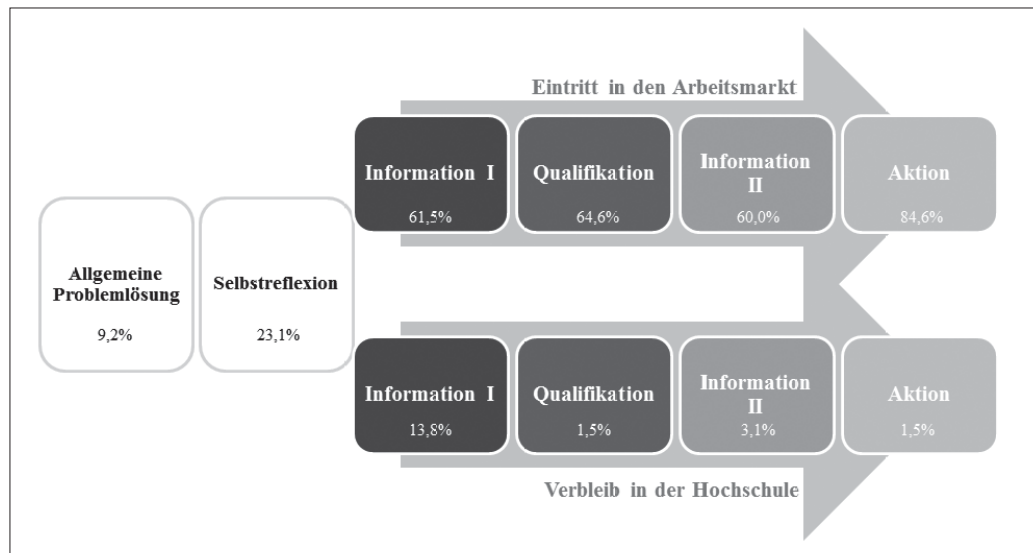 Eintritt in den Arbeitsmarkt
Information I
61,5%
Qualifikation
64,6%
Information
II
60,0%
Aktion
84,6%
Allgemeine
Problemlösung
9,2%
Selbstreflexion
23,1%
Information I
13,8%
Qualifikation
1,5%
Information
II
3,1%
Aktion
1,5%
Verbleib in der Hochschule